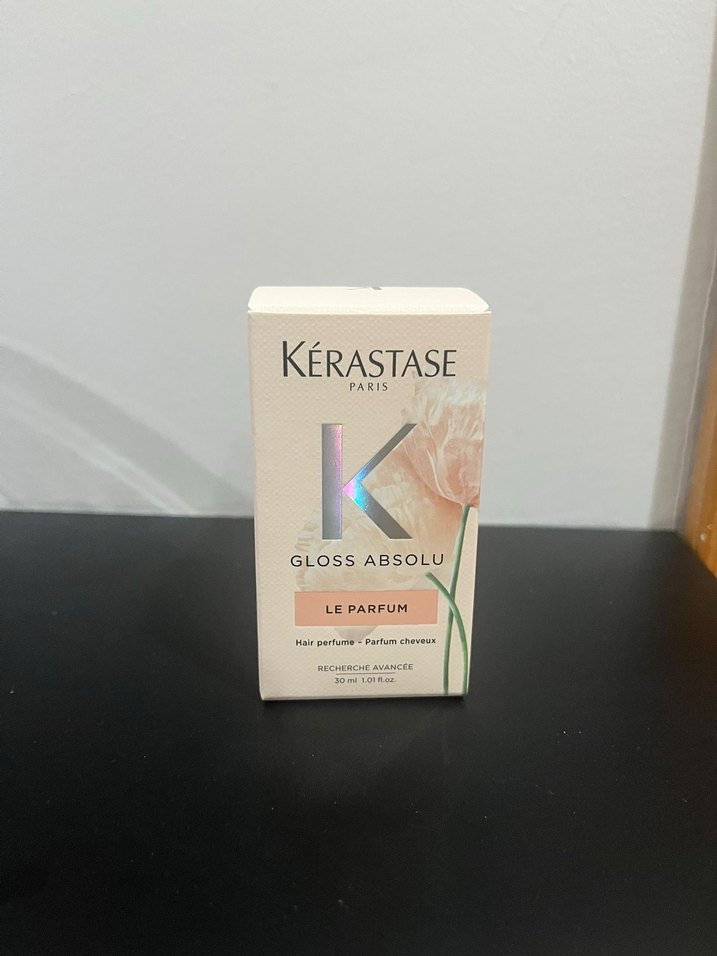 KÉRASTASE
PARIS
K
GLOSS ABSOLU
LE PARFUM
Hair perfume - Parfum cheveux
RECHERCHE AVANCÉE
30 ml 1.01 fl.oz.